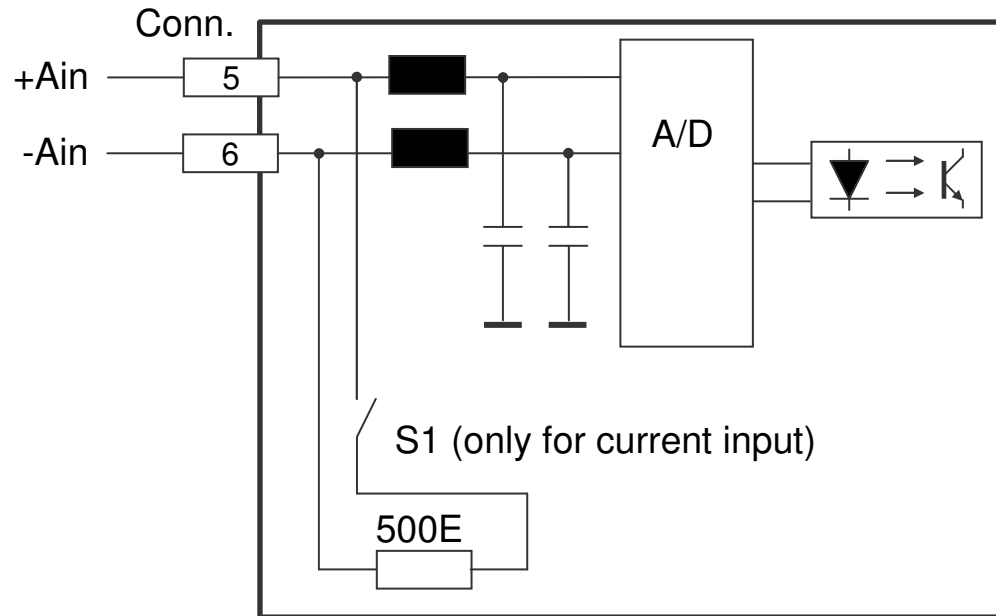 Conn.
+Ain 5
-Ain 6
A/D
S1 (only for current input)
500E